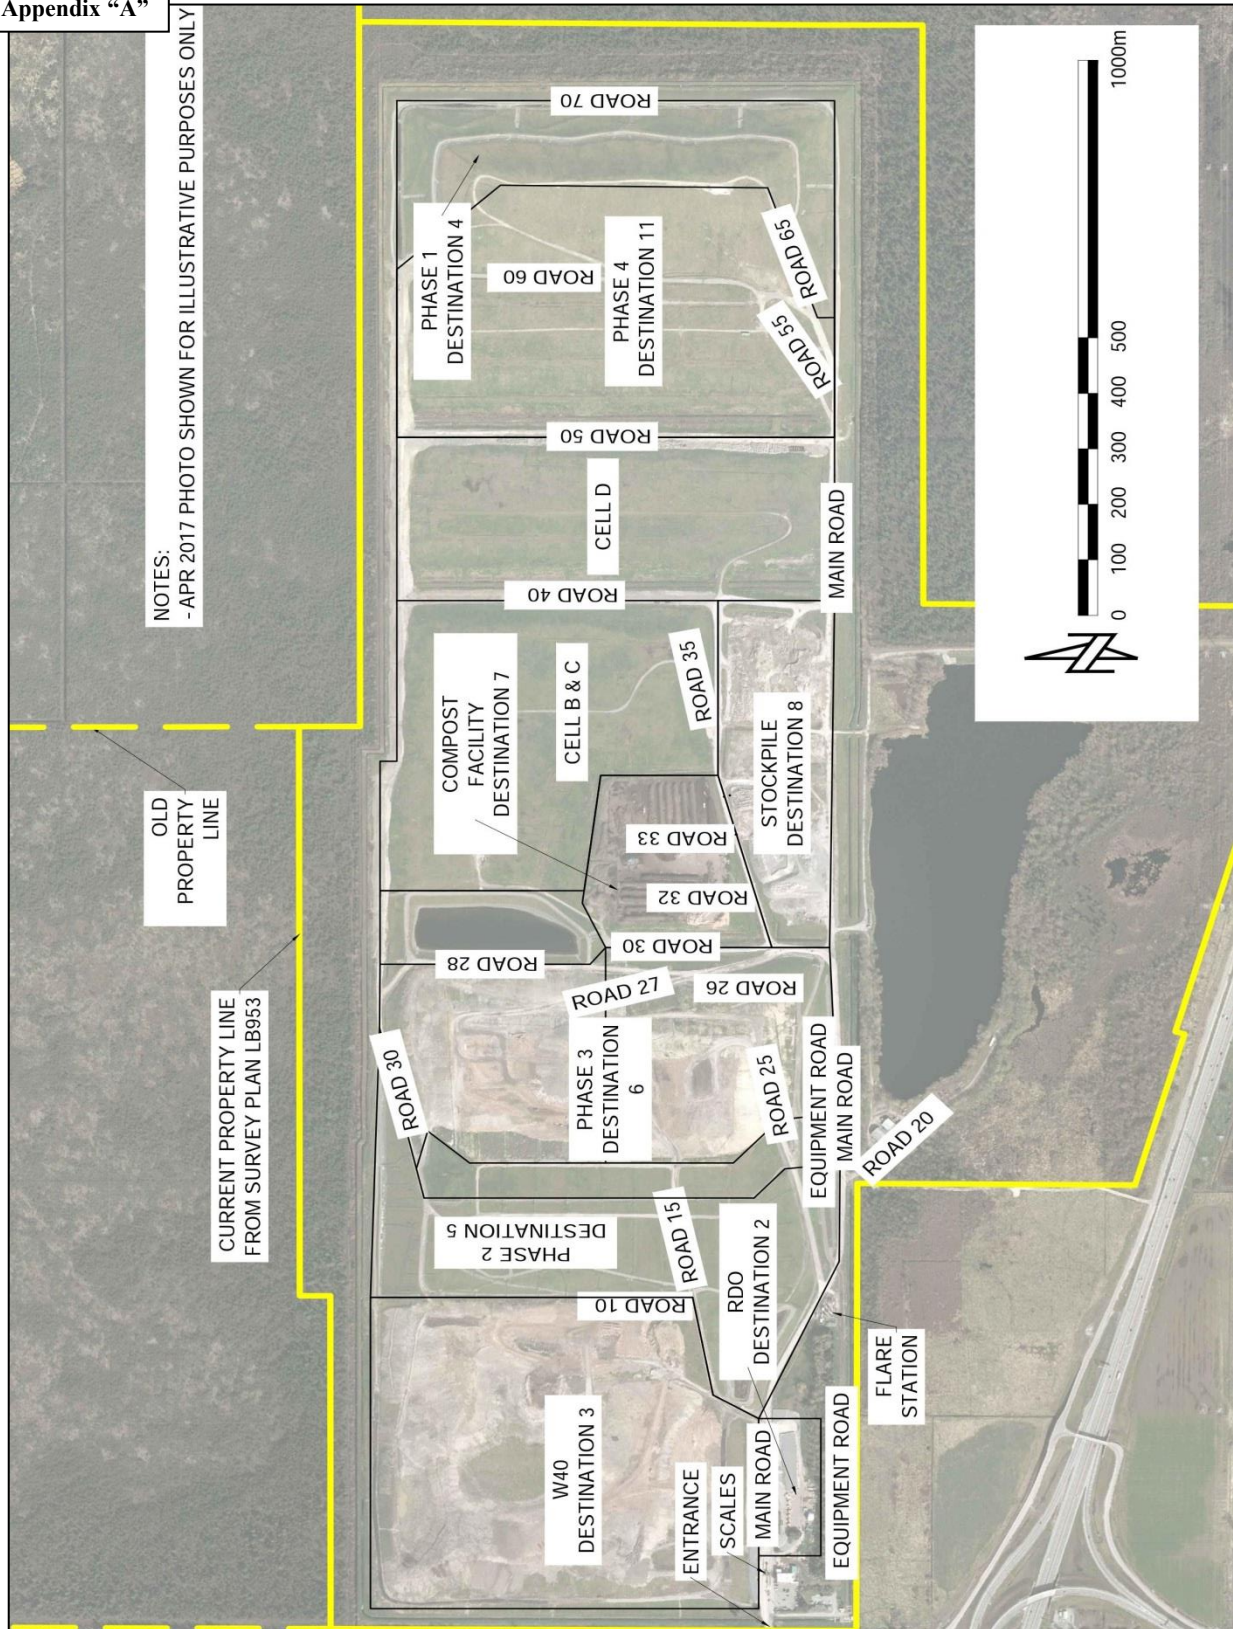 Appendix “A”
NOTES:
- APR 2017 PHOTO SHOWN FOR ILLUSTRATIVE PURPOSES ONLY
ROAD 70
PHASE 1
DESTINATION 4
ROAD 60
PHASE 4
DESTINATION 11
ROAD 65
ROAD 55
ROAD 50
CELL D
MAIN ROAD
ROAD 40
1000m
500
400
300
200
100
0
COMPOST
FACILITY
DESTINATION 7
CELL B & C
ROAD 35
STOCKPILE
DESTINATION 8
ROAD 33
ROAD 32
OLD
PROPERTY
LINE
CURRENT PROPERTY LINE
FROM SURVEY PLAN LB953
ROAD 28
ROAD 30
ROAD 27
ROAD 26
ROAD 30
PHASE 3
DESTINATION
6
ROAD 25
EQUIPMENT ROAD
MAIN ROAD
ROAD 20
PHASE 2
DESTINATION 5
ROAD 15
ROAD 10
RDO
DESTINATION 2
FLARE
STATION
W40
DESTINATION 3
ENTRANCE
SCALES
MAIN ROAD
EQUIPMENT ROAD